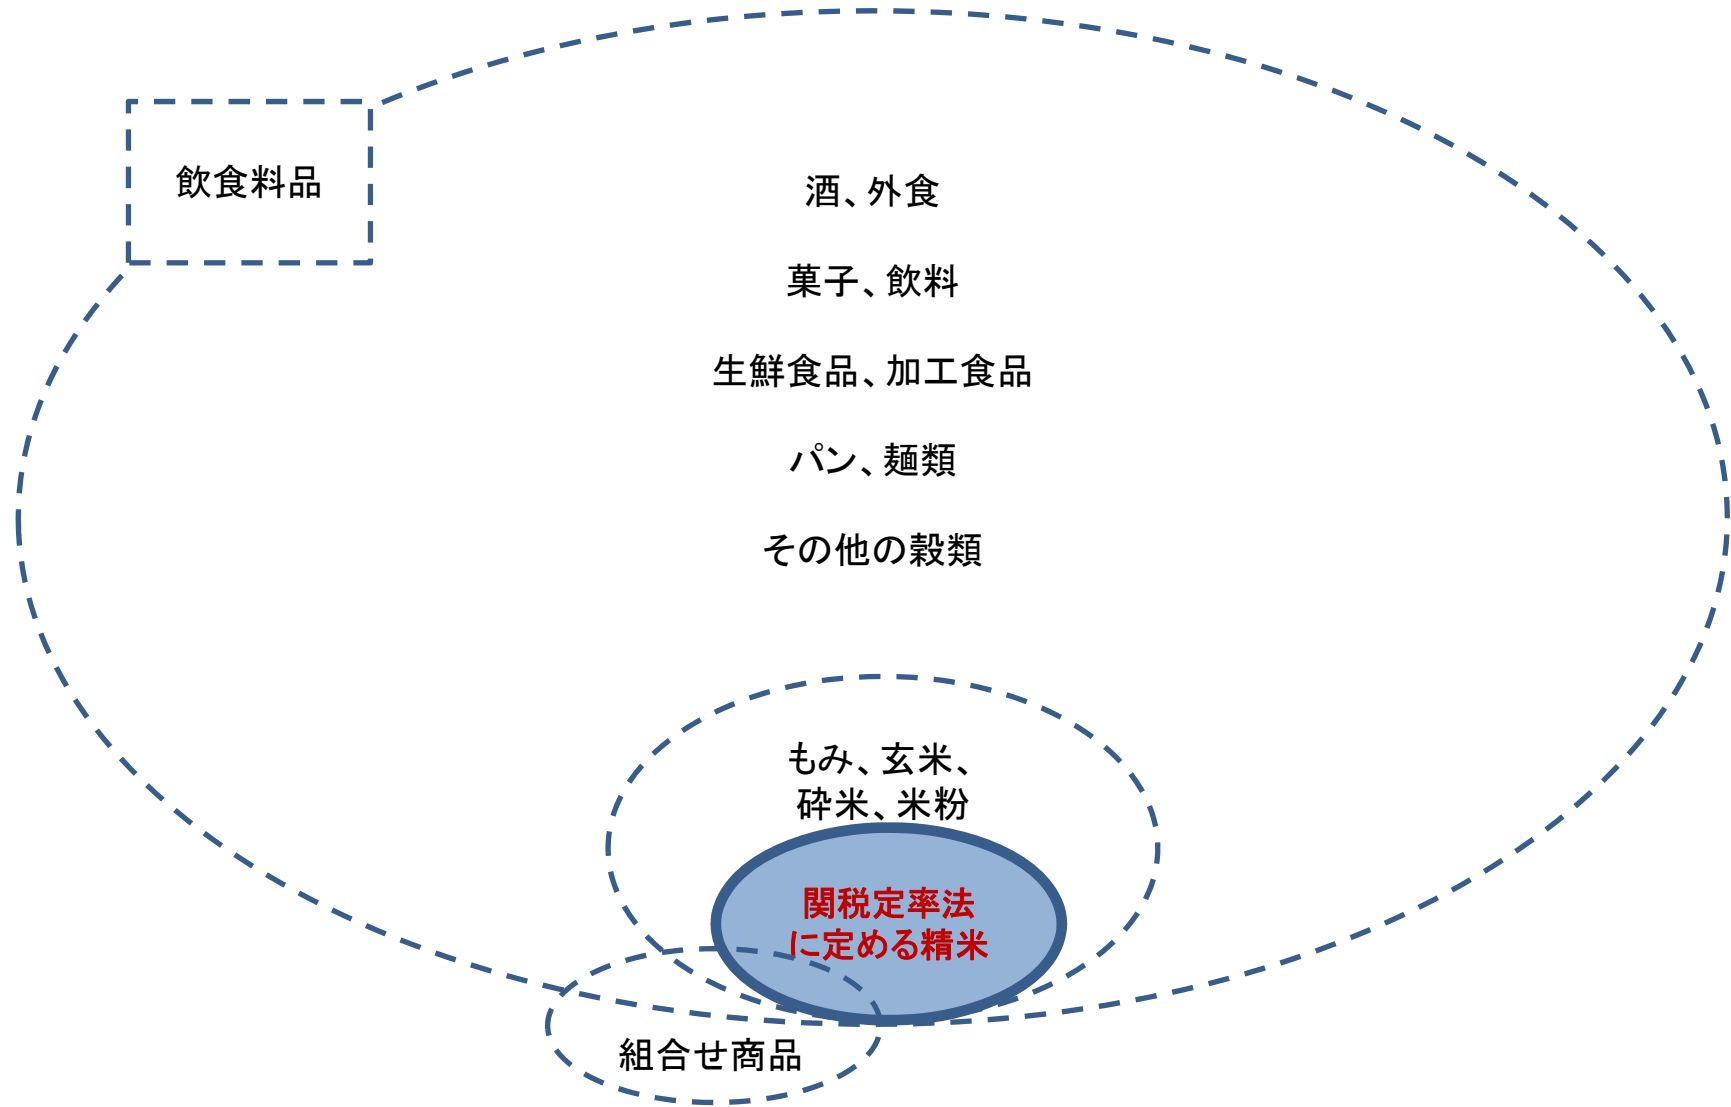 飲食料品
酒、外食
菓子、飲料
生鮮食品、加工食品
パン、麺類
その他の穀類
もみ、玄米、
砕米、米粉
関税定率法
に定める精米
組合せ商品